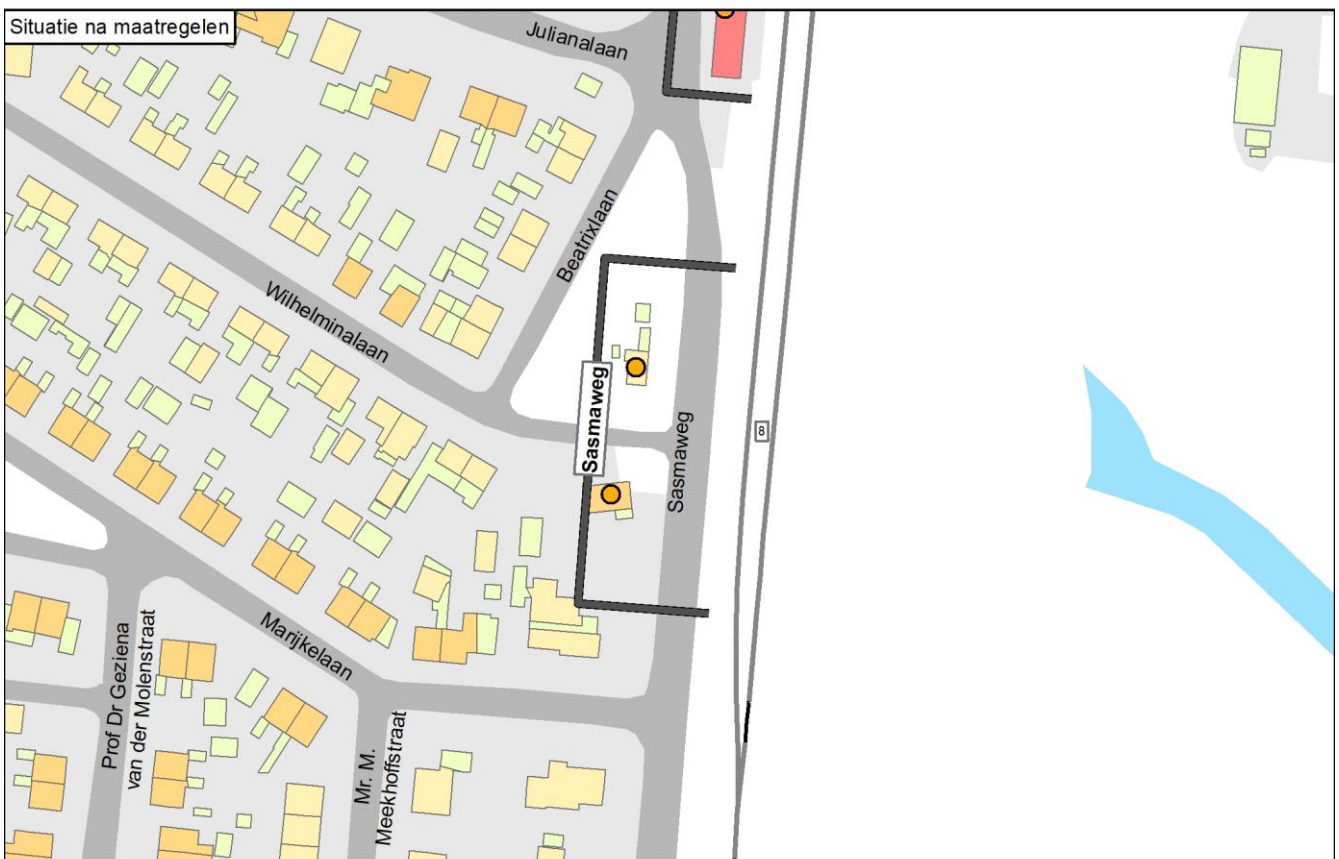 Situatie na maatregelen
Julianalaan
Beatrixlaan
Wilhelminalaan
Sasmaweg
Sasmaweg
8
Marijkelaan
Prof Dr Geziena
van der Molenstraat
Mr. M.
Meekhoffstraat